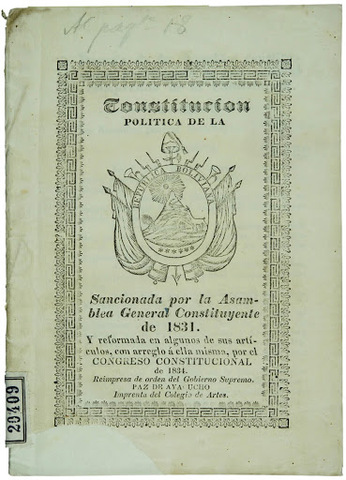 Constitucion
POLITICA DE LA
REPUBLICA BOLIVIANA
Sancionada por la Asam-
blea General Constituyente
de 1831.
Y reformada en algunos de sus artí-
culos, con arreglo á ella misma, por el
CONGRESO CONSTITUCIONAL
de 1834.
Reimpresa de orden del Gobierno Supremo.
PAZ DE AYACUCHO
Imprenta del Colegio de Artes.
29409